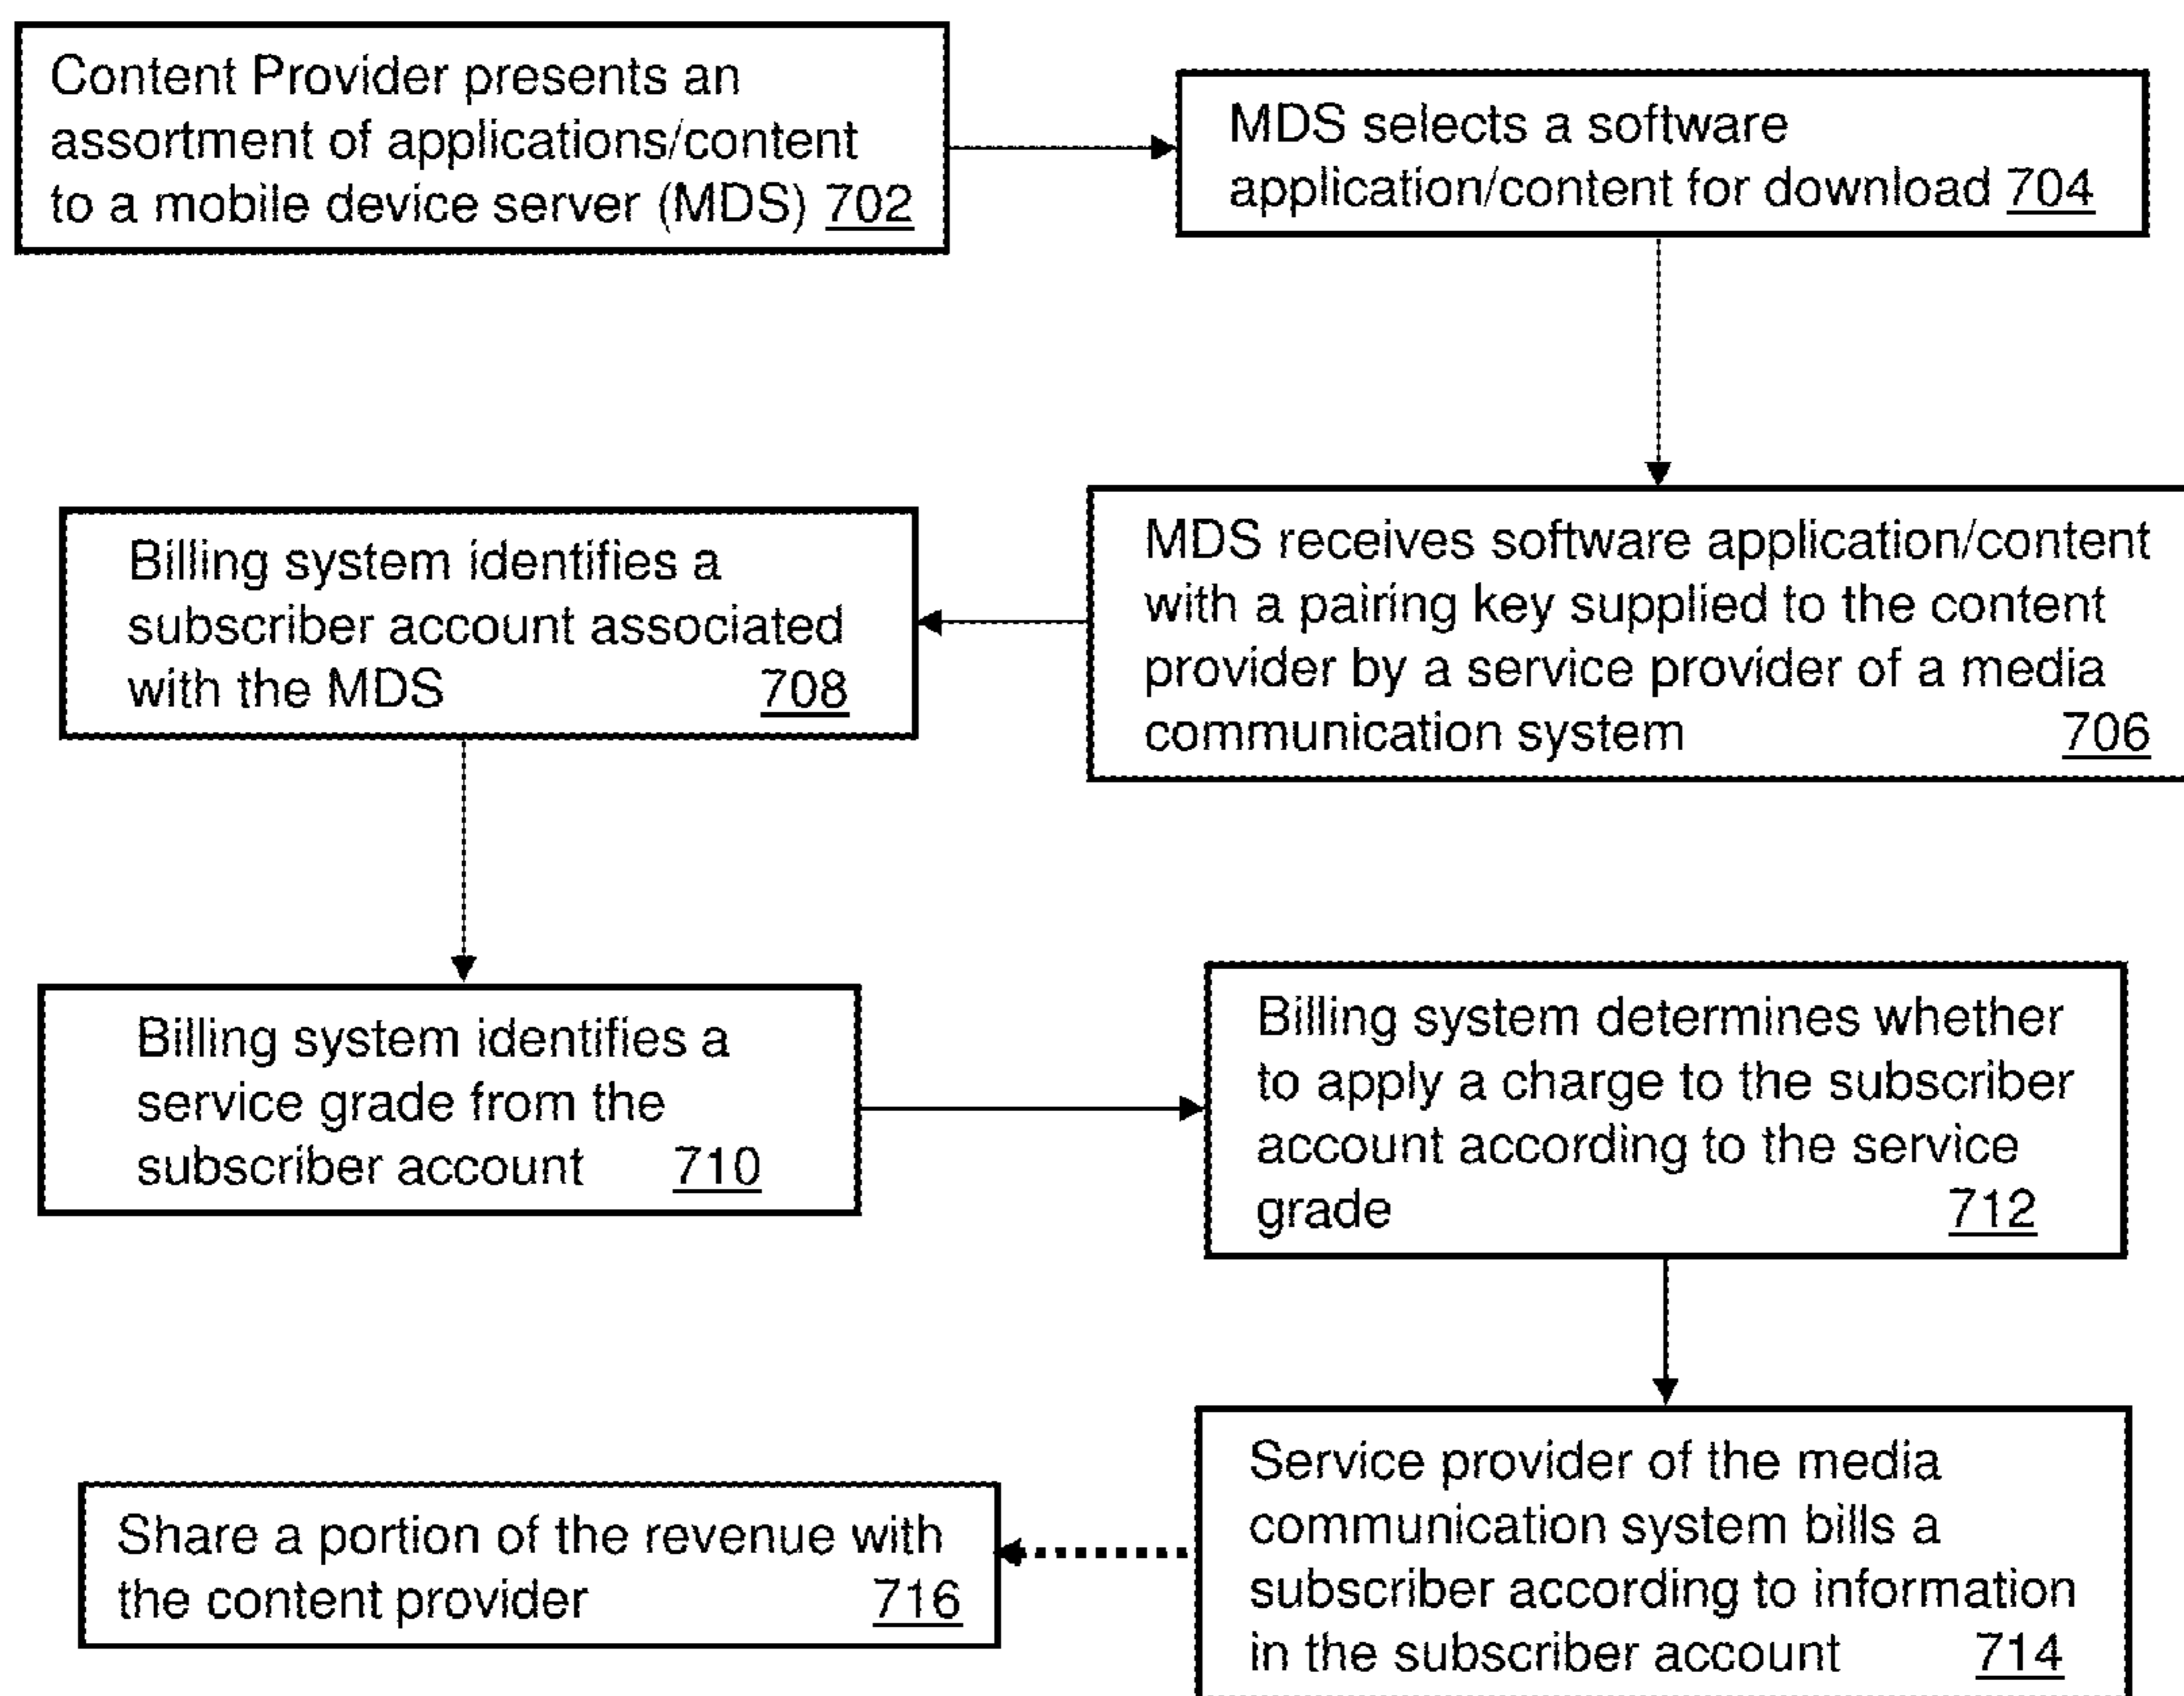 Content Provider presents an
assortment of applications/content
to a mobile device server (MDS) 702
MDS selects a software
application/content for download 704
MDS receives software application/content
with a pairing key supplied to the content
provider by a service provider of a media
communication system 706
Billing system identifies a
subscriber account associated
with the MDS 708
Billing system identifies a
service grade from the
subscriber account 710
Billing system determines whether
to apply a charge to the subscriber
account according to the service
grade 712
Service provider of the media
communication system bills a
subscriber according to information
in the subscriber account 714
Share a portion of the revenue with
the content provider 716